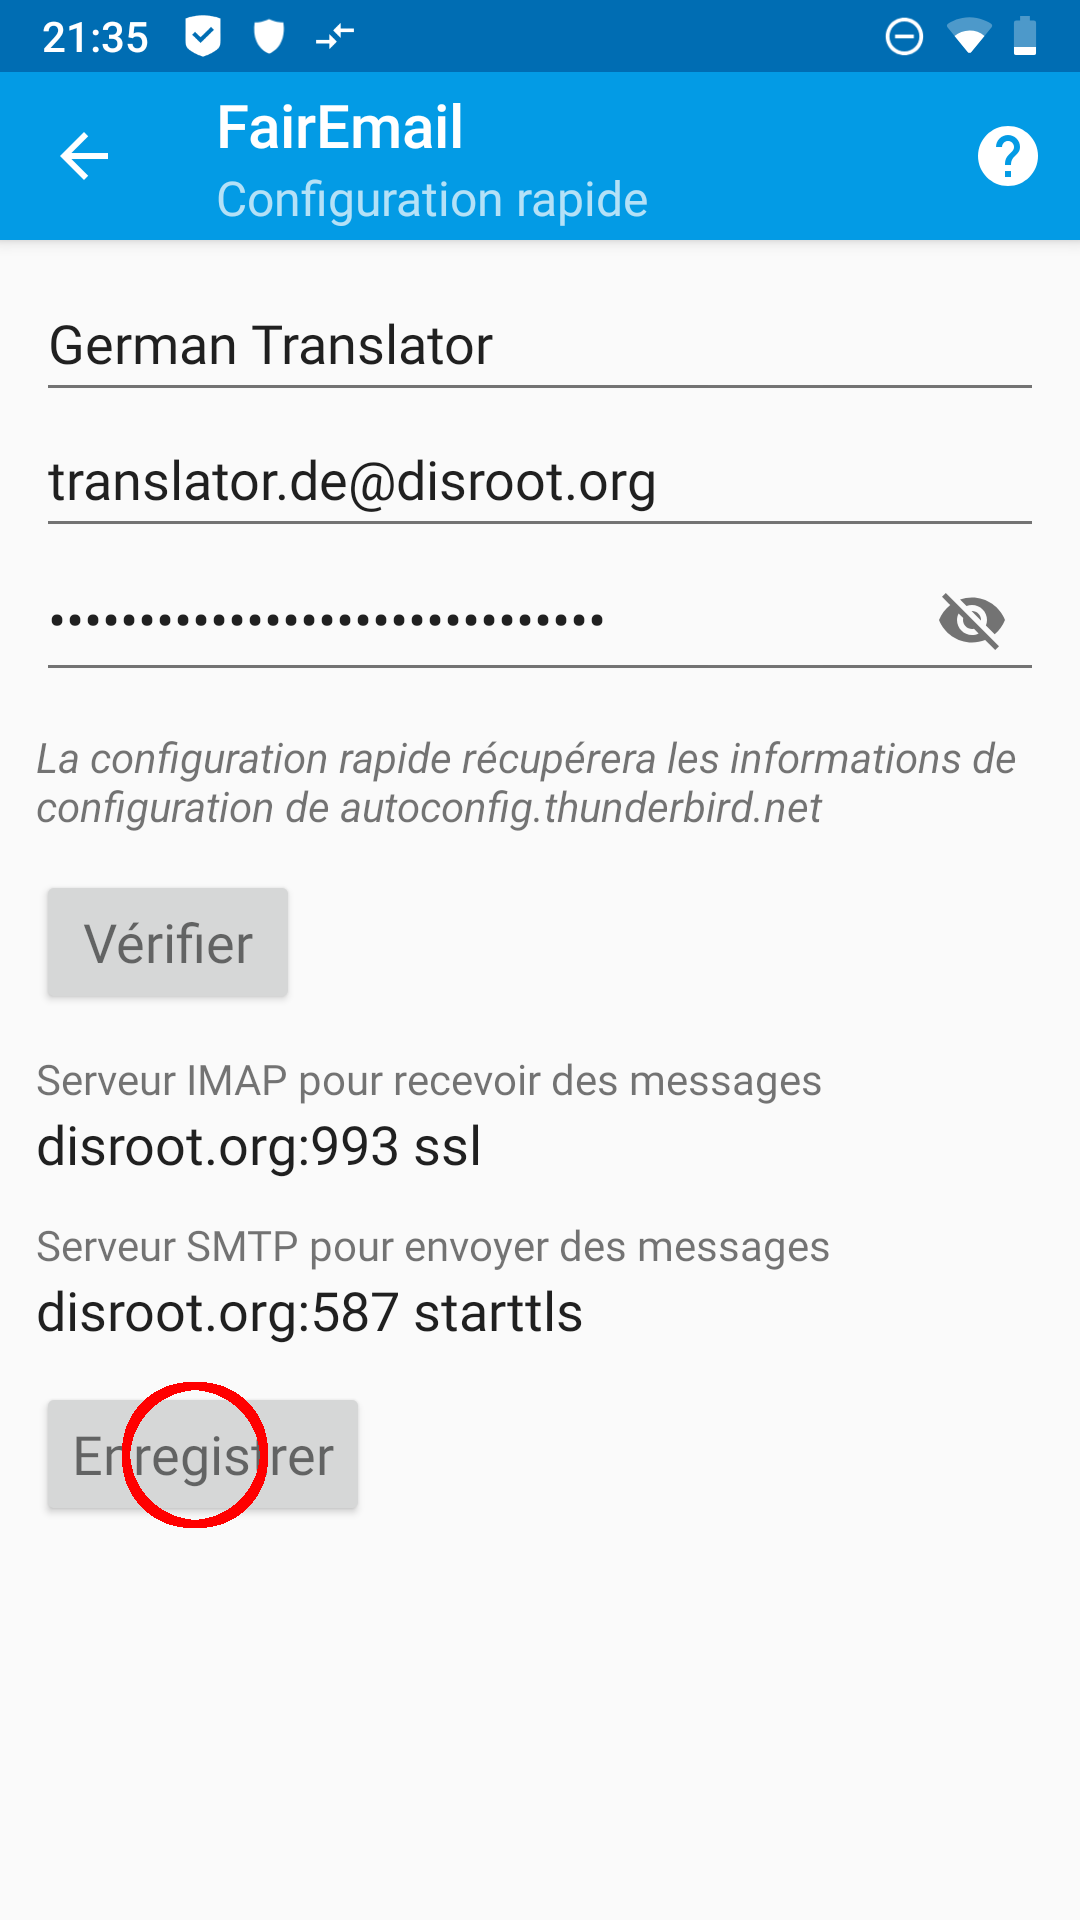 21:35
FairEmail
Configuration rapide
German Translator
translator.de@disroot.org
•••••••••••••••••••••••••••••••
La configuration rapide récupérera les informations de
configuration de autoconfig.thunderbird.net
Vérifier
Serveur IMAP pour recevoir des messages
disroot.org:993 ssl
Serveur SMTP pour envoyer des messages
disroot.org:587 starttls
Enregistrer